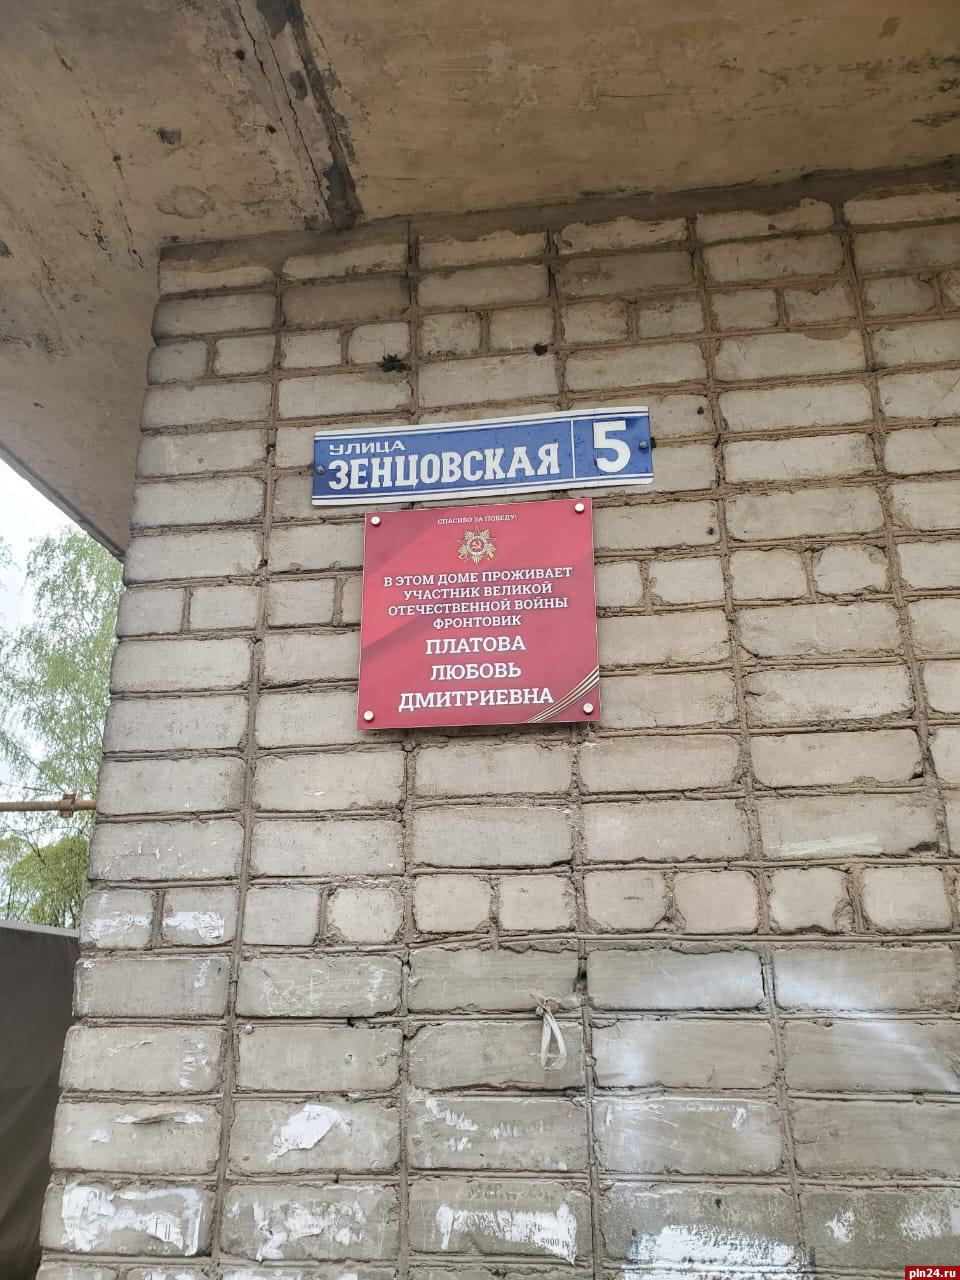 УЛИЦА
ЗЕНЦОВСКАЯ 5
СПАСИБО ЗА ПОБЕДУ!
В ЭТОМ ДОМЕ ПРОЖИВАЕТ
УЧАСТНИК ВЕЛИКОЙ
ОТЕЧЕСТВЕННОЙ ВОЙНЫ
ФРОНТОВИК
ПЛАТОВА
ЛЮБОВЬ
ДМИТРИЕВНА
5900
pln24.ru